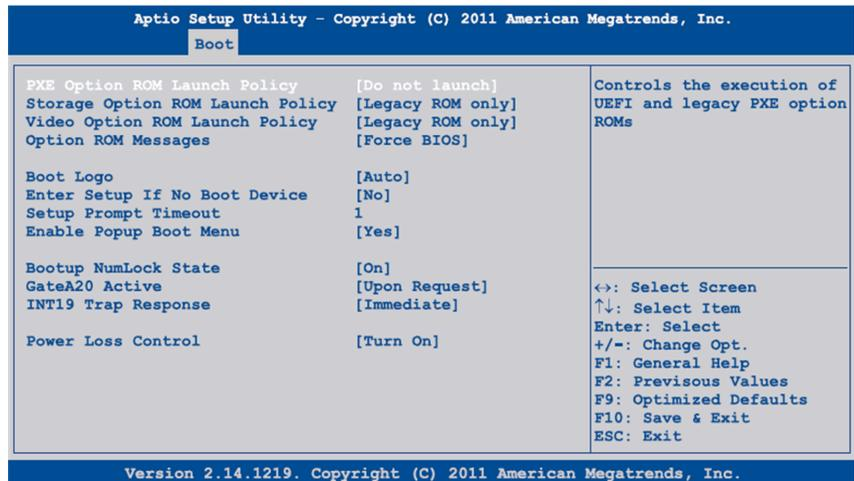 Aptio Setup Utility – Copyright (C) 2011 American Megatrends, Inc.
Boot
PXE Option ROM Launch Policy [Do not launch]
Storage Option ROM Launch Policy [Legacy ROM only]
Video Option ROM Launch Policy [Legacy ROM only]
Option ROM Messages [Force BIOS]
Boot Logo [Auto]
Enter Setup If No Boot Device [No]
Setup Prompt Timeout 1
Enable Popup Boot Menu [Yes]
Bootup NumLock State [On]
GateA20 Active [Upon Request]
INT19 Trap Response [Immediate]
Power Loss Control [Turn On]
Controls the execution of
UEFI and legacy PXE option
ROMs
↔: Select Screen
↑↓: Select Item
Enter: Select
+/-: Change Opt.
F1: General Help
F2: Previsous Values
F9: Optimized Defaults
F10: Save & Exit
ESC: Exit
Version 2.14.1219. Copyright (C) 2011 American Megatrends, Inc.